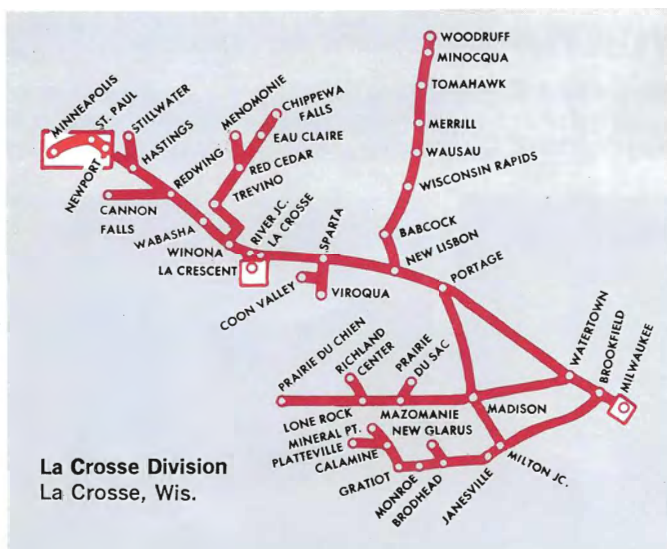 WOODRUFF
MINOCQUA
TOMAHAWK
MERRILL
WAUSAU
WISCONSIN RAPIDS
BABCOCK
NEW LISBON
MINNEAPOLIS
ST. PAUL
NEWPORT
STILLWATER
HASTINGS
CANNON
FALLS
REDWING
WABASHA
WINONA
MENOMONIE
CHIPPEWA
FALLS
EAU CLAIRE
RED CEDAR
TREVINO
RIVER JC.
LA CROSSE
LA CRESCENT
SPARTA
COON VALLEY
VIROQUA
PORTAGE
WATERTOWN
BROOKFIELD
MILWAUKEE
PRAIRIE DU CHIEN
RICHLAND
CENTER
PRAIRIE
DU SAC
LONE ROCK
MAZOMANIE
MADISON
MINERAL PT.
NEW GLARUS
PLATTEVILLE
CALAMINE
GRATIOT
MONROE
BRODHEAD
JANESVILLE
MILTON JC.
La Crosse Division
La Crosse, Wis.